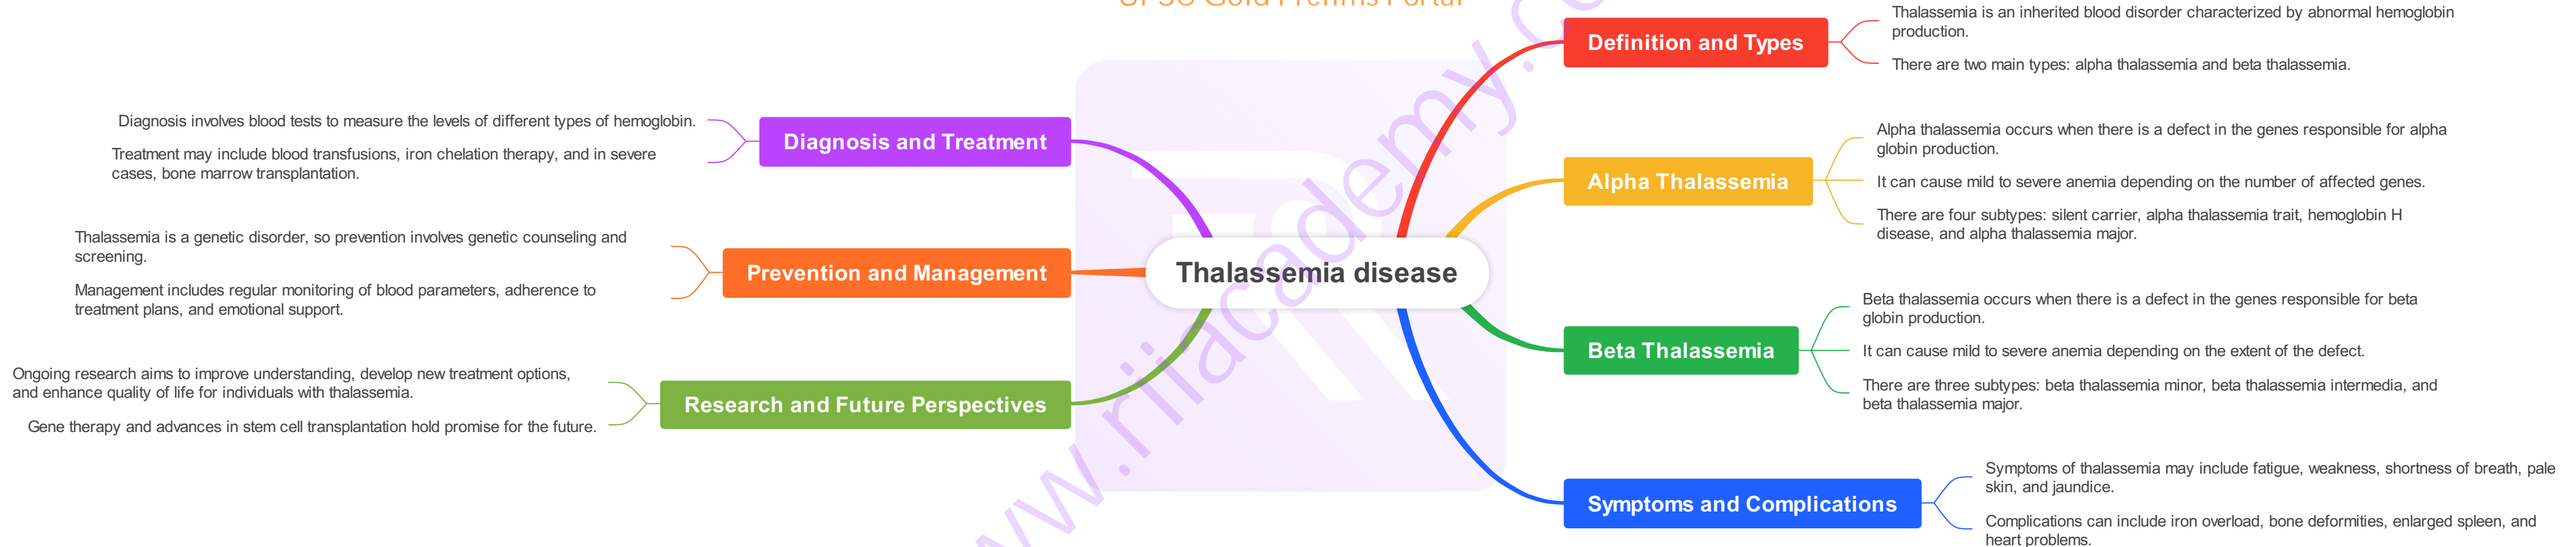 UPSC Gold Prelims Portal
Thalassemia disease
Definition and Types
Thalassemia is an inherited blood disorder characterized by abnormal hemoglobin
production.
There are two main types: alpha thalassemia and beta thalassemia.
Alpha Thalassemia
Alpha thalassemia occurs when there is a defect in the genes responsible for alpha
globin production.
It can cause mild to severe anemia depending on the number of affected genes.
There are four subtypes: silent carrier, alpha thalassemia trait, hemoglobin H
disease, and alpha thalassemia major.
Beta Thalassemia
Beta thalassemia occurs when there is a defect in the genes responsible for beta
globin production.
It can cause mild to severe anemia depending on the extent of the defect.
There are three subtypes: beta thalassemia minor, beta thalassemia intermedia, and
beta thalassemia major.
Symptoms and Complications
Symptoms of thalassemia may include fatigue, weakness, shortness of breath, pale
skin, and jaundice.
Complications can include iron overload, bone deformities, enlarged spleen, and
heart problems.
Diagnosis and Treatment
Diagnosis involves blood tests to measure the levels of different types of hemoglobin.
Treatment may include blood transfusions, iron chelation therapy, and in severe
cases, bone marrow transplantation.
Prevention and Management
Thalassemia is a genetic disorder, so prevention involves genetic counseling and
screening.
Management includes regular monitoring of blood parameters, adherence to
treatment plans, and emotional support.
Research and Future Perspectives
Ongoing research aims to improve understanding, develop new treatment options,
and enhance quality of life for individuals with thalassemia.
Gene therapy and advances in stem cell transplantation hold promise for the future.